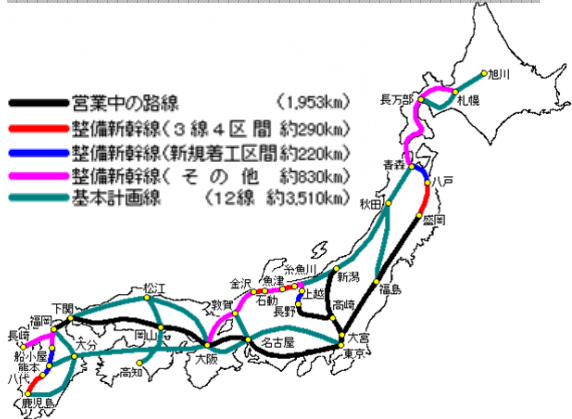 営業中の路線 (1,953km)
整備新幹線(3線4区間 約290km)
整備新幹線(新規着工区間約220km)
整備新幹線( その他 約830km)
基本計画線 (12線 約3,510km)
旭川
長万部
札幌
青森
八戸
秋田
盛岡
糸魚川
金沢
魚津
新潟
石動
上越
福島
松江
敦賀
長野
高崎
下関
福岡
長崎
岡山
大宮
船小屋
大分
大阪
名古屋
東京
熊本
高知
八代
鹿児島